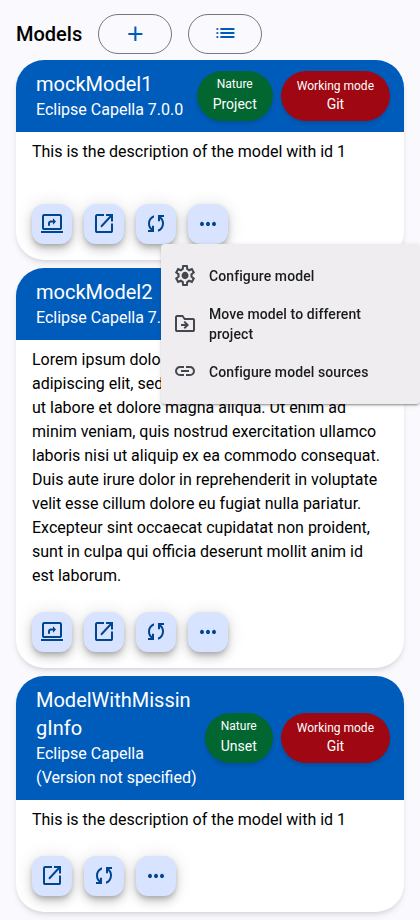 Models
mockModel1
Eclipse Capella 7.0.0
Nature
Project
Working mode
Git
This is the description of the model with id 1
Configure model
Move model to different
project
Configure model sources
mockModel2
Eclipse Capella 7.
Lorem ipsum dolo
adipiscing elit, sed
ut labore et dolore magna aliqua. Ut enim ad
minim veniam, quis nostrud exercitation ullamco
laboris nisi ut aliquip ex ea commodo consequat.
Duis aute irure dolor in reprehenderit in voluptate
velit esse cillum dolore eu fugiat nulla pariatur.
Excepteur sint occaecat cupidatat non proident,
sunt in culpa qui officia deserunt mollit anim id
est laborum.
ModelWithMissin
gInfo
Eclipse Capella
(Version not specified)
Nature
Unset
Working mode
Git
This is the description of the model with id 1